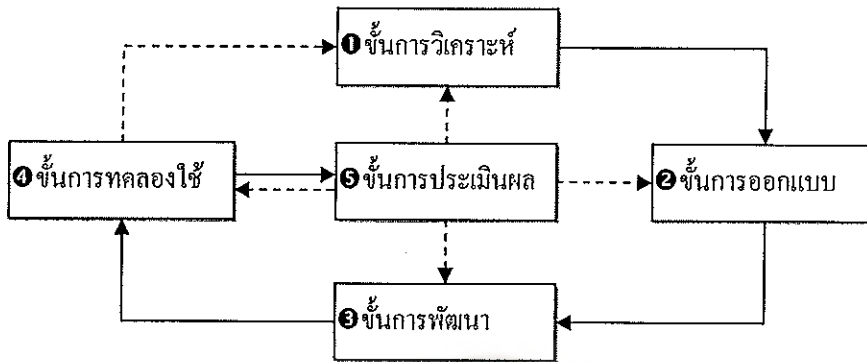 ❶ขั้นการวิเคราะห์
❹ขั้นการทดลองใช้
❺ขั้นการประเมินผล
❷ขั้นการออกแบบ
❸ขั้นการพัฒนา